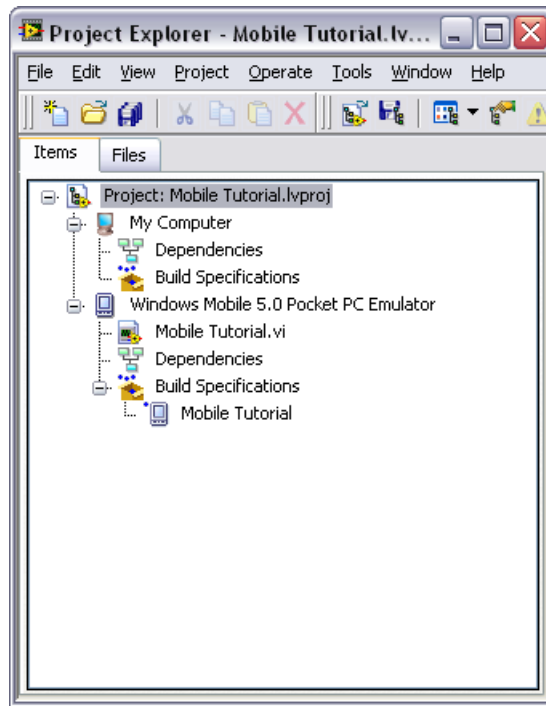 Project Explorer - Mobile Tutorial.lv...
File Edit View Project Operate Tools Window Help
Items Files
Project: Mobile Tutorial.lvproj
My Computer
Dependencies
Build Specifications
Windows Mobile 5.0 Pocket PC Emulator
Mobile Tutorial.vi
Dependencies
Build Specifications
Mobile Tutorial